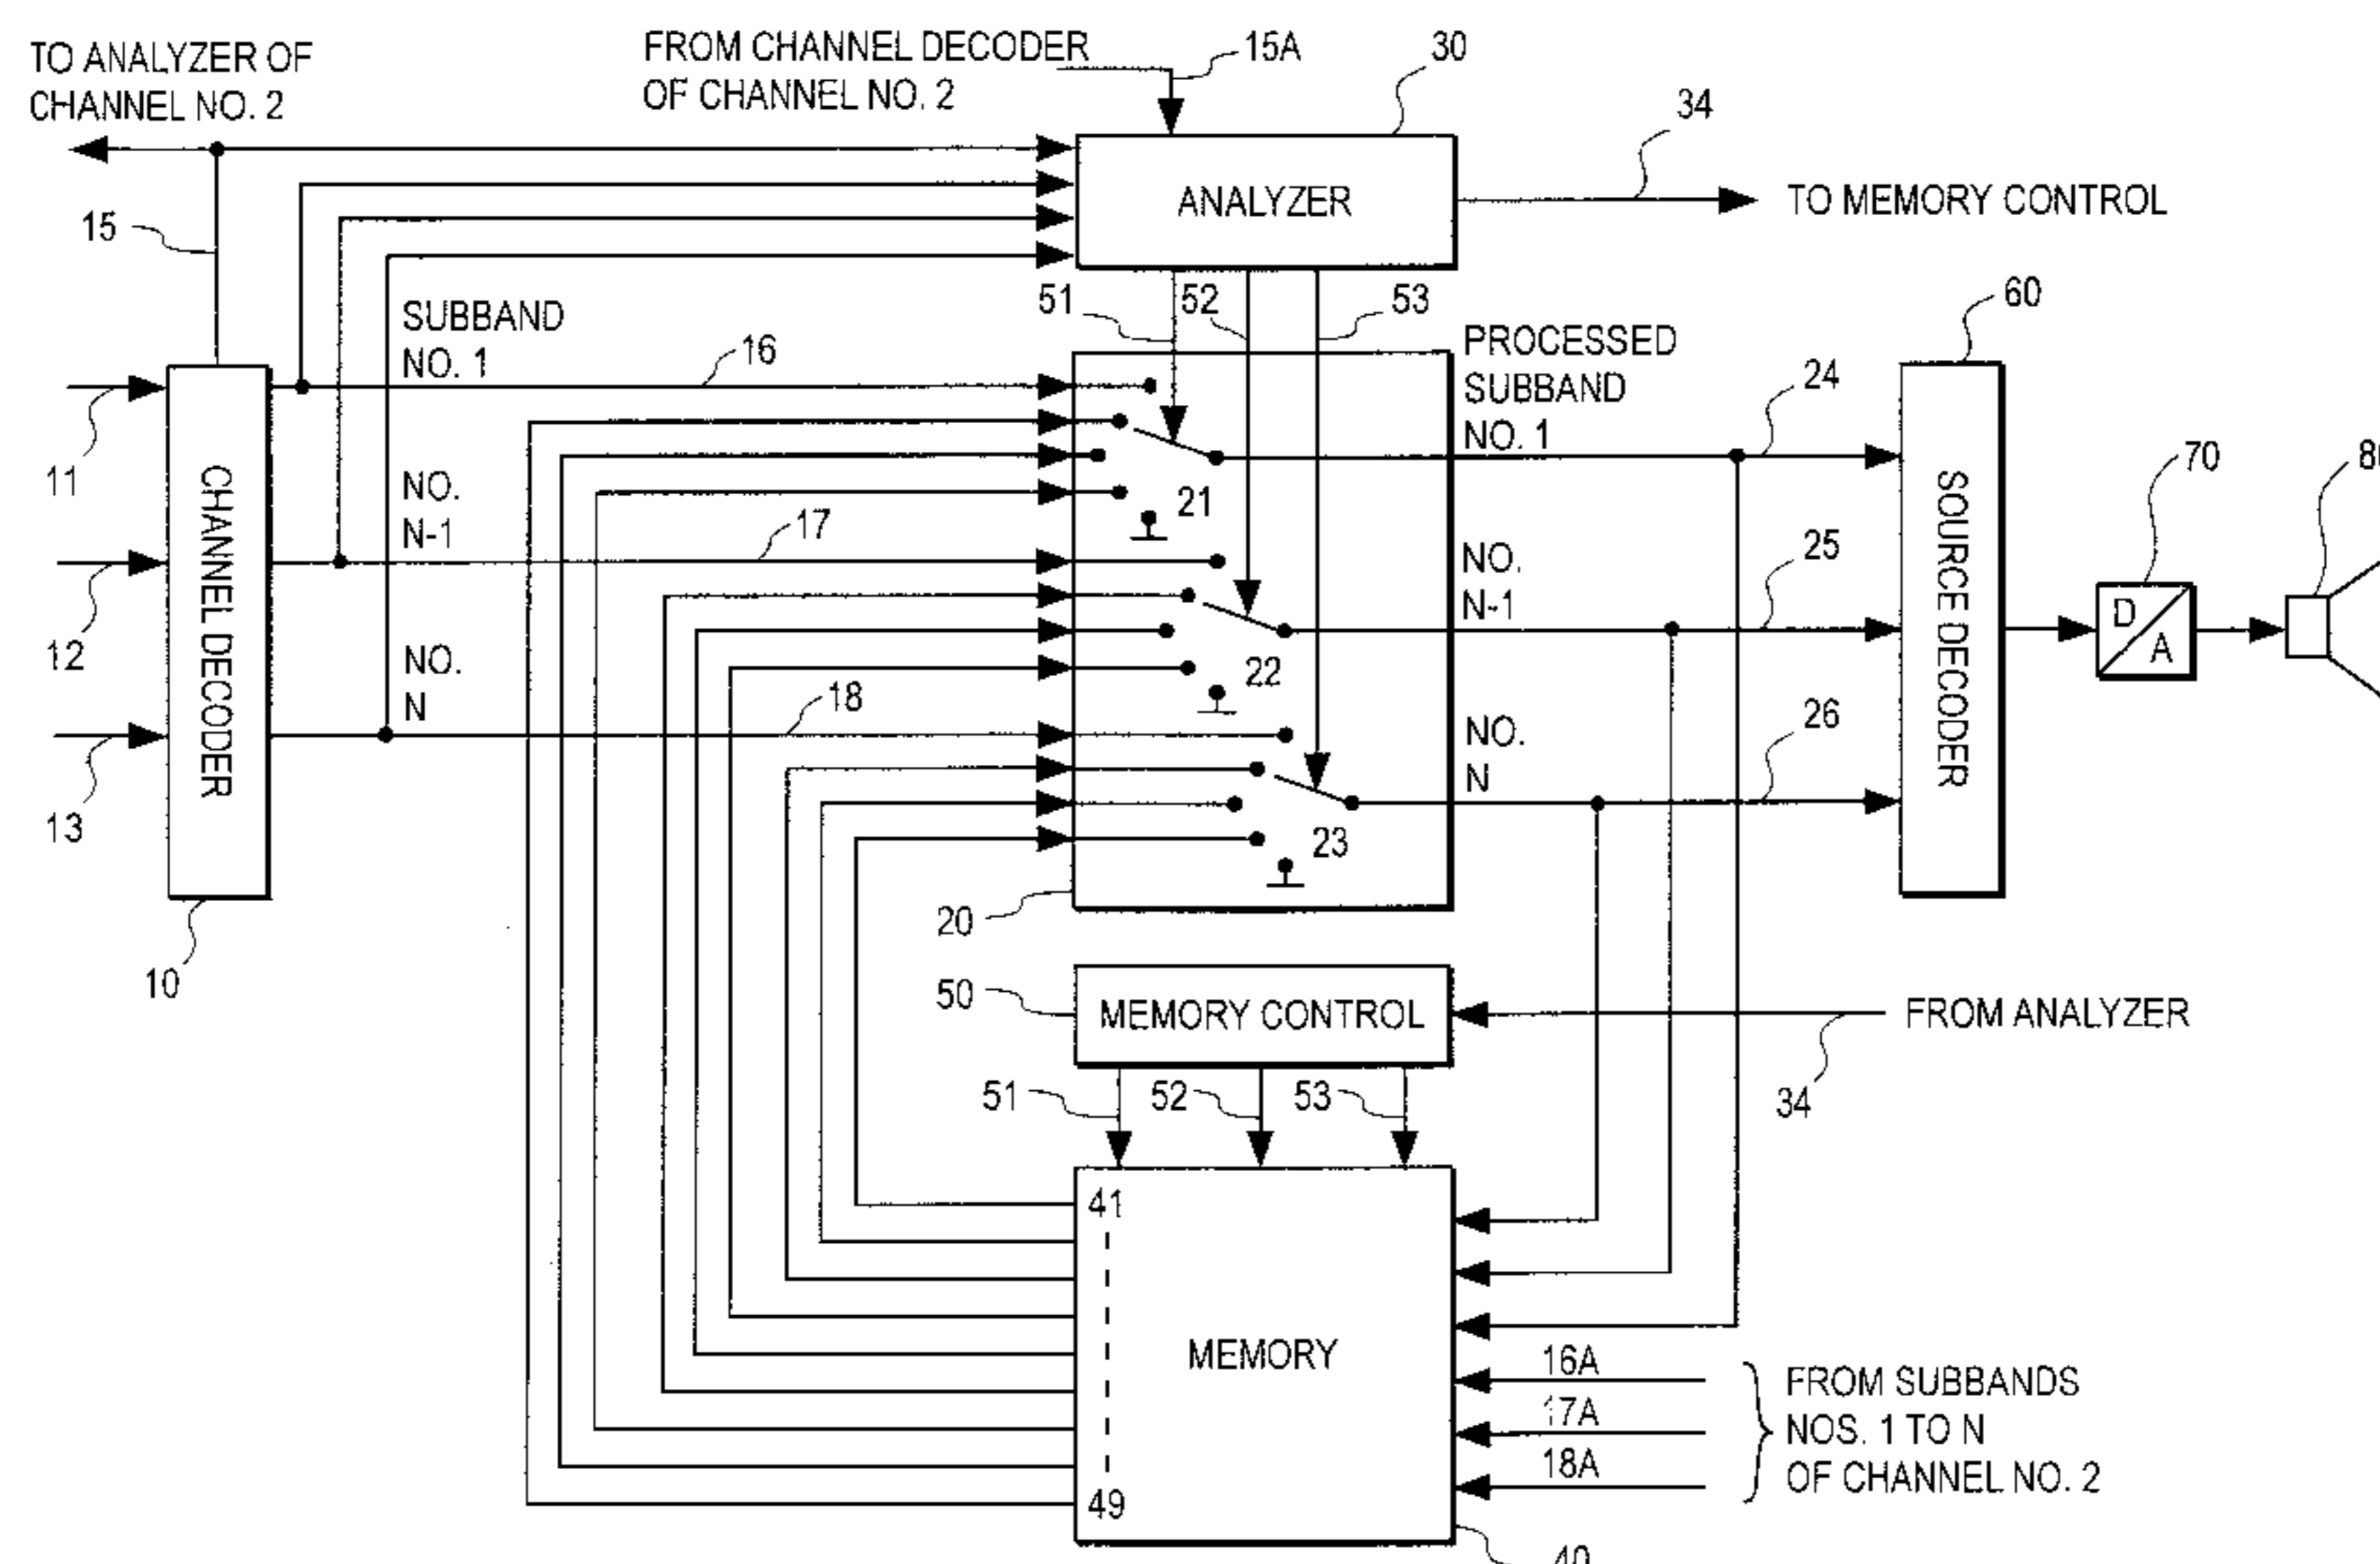 TO ANALYZER OF
CHANNEL NO. 2
FROM CHANNEL DECODER
OF CHANNEL NO. 2
15A
30
34
ANALYZER
TO MEMORY CONTROL
15
51
52
53
60
SUBBAND
NO. 1
16
PROCESSED
SUBBAND
NO. 1
24
11
CHANNEL DECODER
NO.
N-1
17
21
SOURCE DECODER
70
NO.
N-1
25
12
D
A
NO.
N
18
22
26
NO.
N
13
23
20
10
50
MEMORY CONTROL
FROM ANALYZER
51
52
53
34
41
MEMORY
16A
17A
18A
FROM SUBBANDS
NOS. 1 TO N
OF CHANNEL NO. 2
49